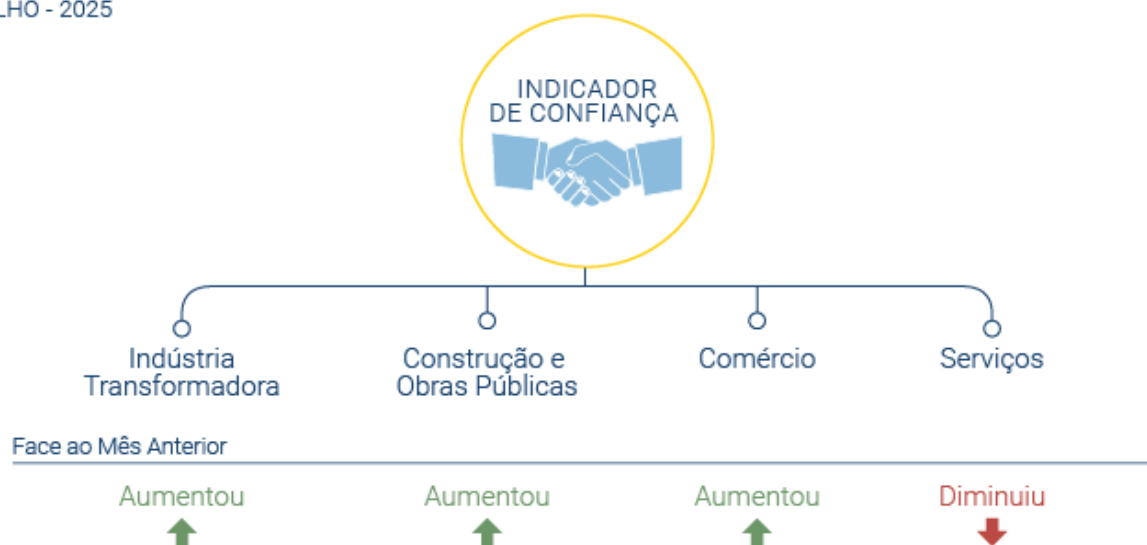 LHO - 2025
INDICADOR
DE CONFIANÇA
Indústria
Transformadora
Construção e
Obras Públicas
Comércio
Serviços
Face ao Mês Anterior
Aumentou
Aumentou
Aumentou
Diminuiu